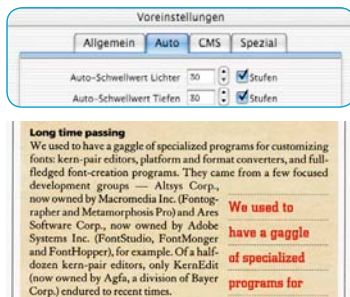 Voreinstellungen
Allgemein Auto CMS Spezial
Auto-Schwellwert Lichter 30 Stufen
Auto-Schwellwert Tiefen 30 Stufen
Long time passing
We used to have a gaggle of specialized programs for customizing
fonts: kern-pair editors, platform and format converters, and full-
fledged font-creation programs. They came from a few focused
development groups — Altsys Corp.,
now owned by Macromedia Inc. (Fontog-
rapher and Metamorphosis Pro) and Ares
Software Corp., now owned by Adobe
Systems Inc. (FontStudio, FontMonger
and FontHopper), for example. Of a half-
dozen kern-pair editors, only KernEdit
(now owned by Agfa, a division of Bayer
Corp.) endured to recent times.
We used to
have a gaggle
of specialized
programs for